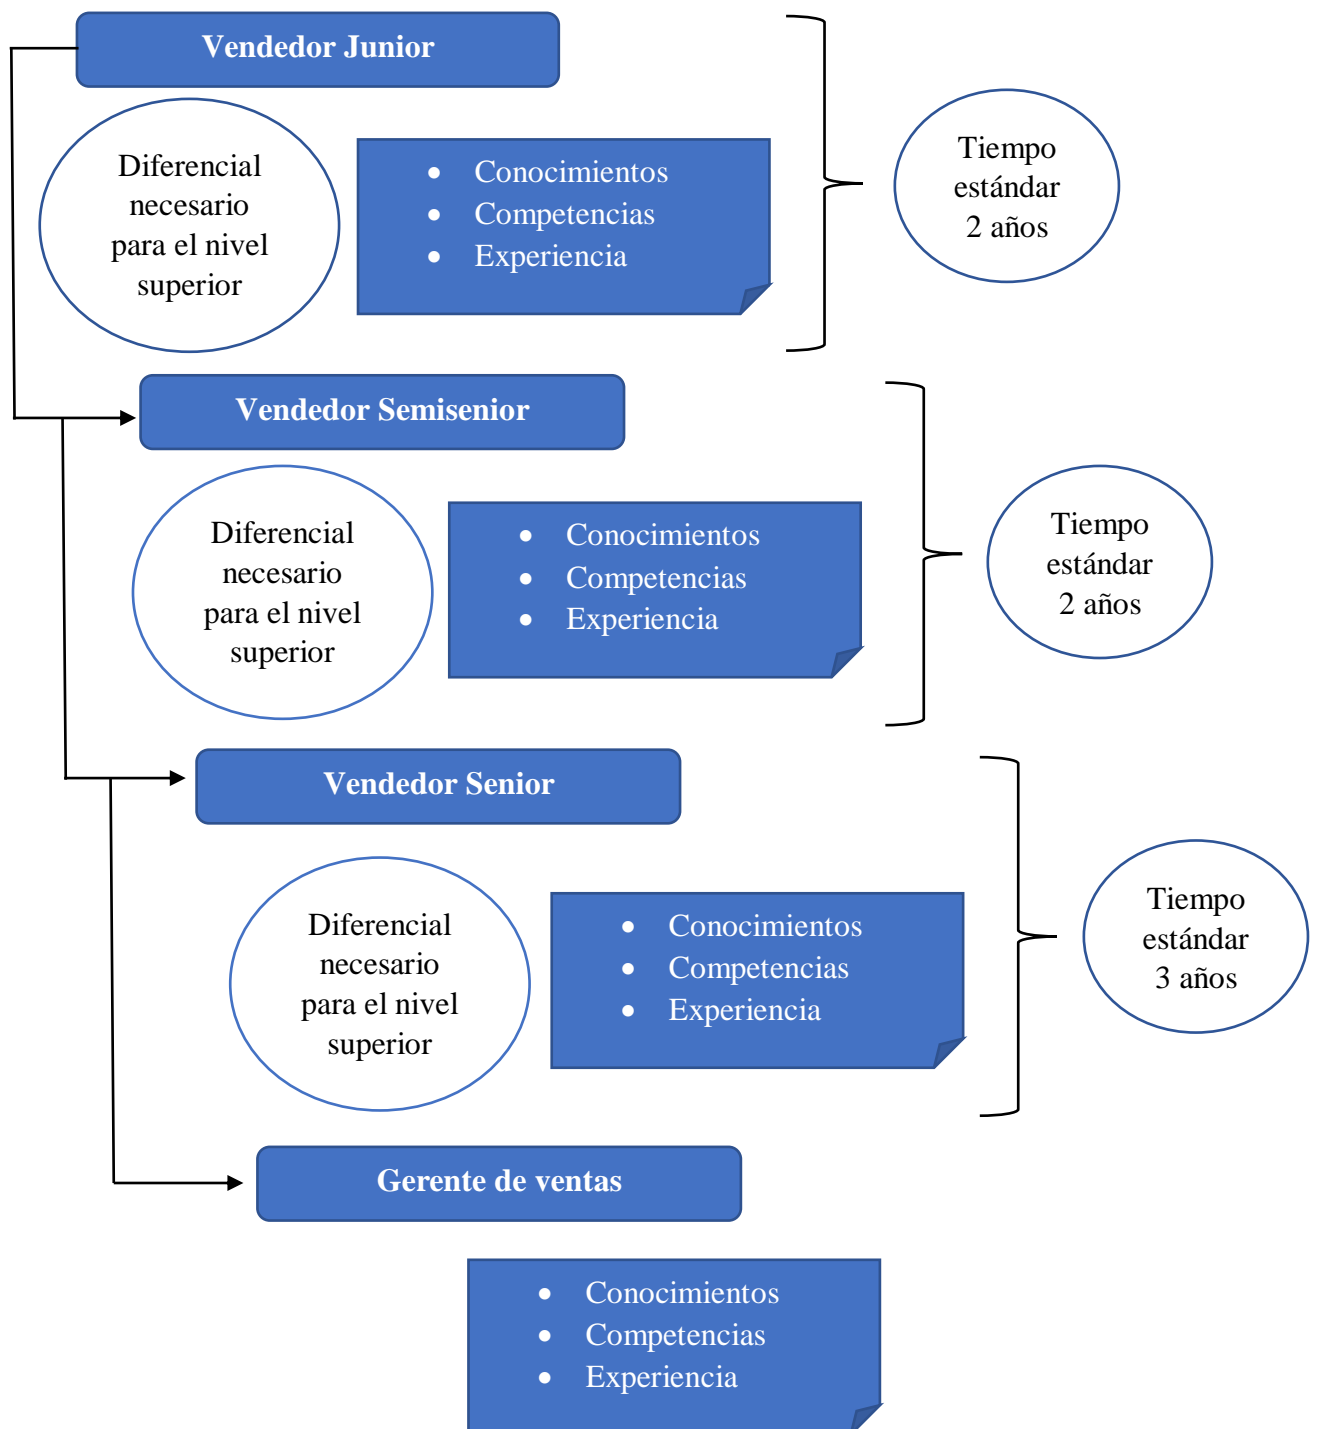 Vendedor Junior
Diferencial
necesario
para el nivel
superior
• Conocimientos
• Competencias
• Experiencia
Tiempo
estándar
2 años
Vendedor Semisenior
Diferencial
necesario
para el nivel
superior
• Conocimientos
• Competencias
• Experiencia
Tiempo
estándar
2 años
Vendedor Senior
Diferencial
necesario
para el nivel
superior
• Conocimientos
• Competencias
• Experiencia
Tiempo
estándar
3 años
Gerente de ventas
• Conocimientos
• Competencias
• Experiencia